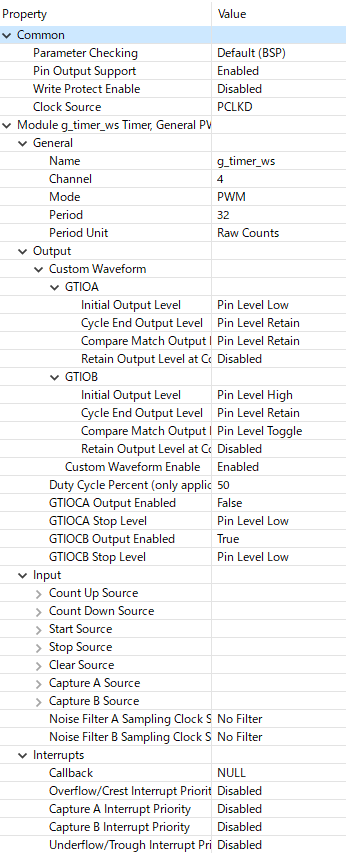 Property Value
Common
Parameter Checking Default (BSP)
Pin Output Support Enabled
Write Protect Enable Disabled
Clock Source PCLKD
Module g_timer_ws Timer, General PV
General
Name g_timer_ws
Channel 4
Mode PWM
Period 32
Period Unit Raw Counts
Output
Custom Waveform
GTIOA
Initial Output Level Pin Level Low
Cycle End Output Level Pin Level Retain
Compare Match Output l Pin Level Retain
Retain Output Level at Co Disabled
GTIOB
Initial Output Level Pin Level High
Cycle End Output Level Pin Level Retain
Compare Match Output l Pin Level Toggle
Retain Output Level at Co Disabled
Custom Waveform Enable Enabled
Duty Cycle Percent (only applic 50
GTIOCA Output Enabled False
GTIOCA Stop Level Pin Level Low
GTIOCB Output Enabled True
GTIOCB Stop Level Pin Level Low
Input
Count Up Source
Count Down Source
Start Source
Stop Source
Clear Source
Capture A Source
Capture B Source
Noise Filter A Sampling Clock S No Filter
Noise Filter B Sampling Clock S No Filter
Interrupts
Callback NULL
Overflow/Crest Interrupt Priorit Disabled
Capture A Interrupt Priority Disabled
Capture B Interrupt Priority Disabled
Underflow/Trough Interrupt Pri Disabled